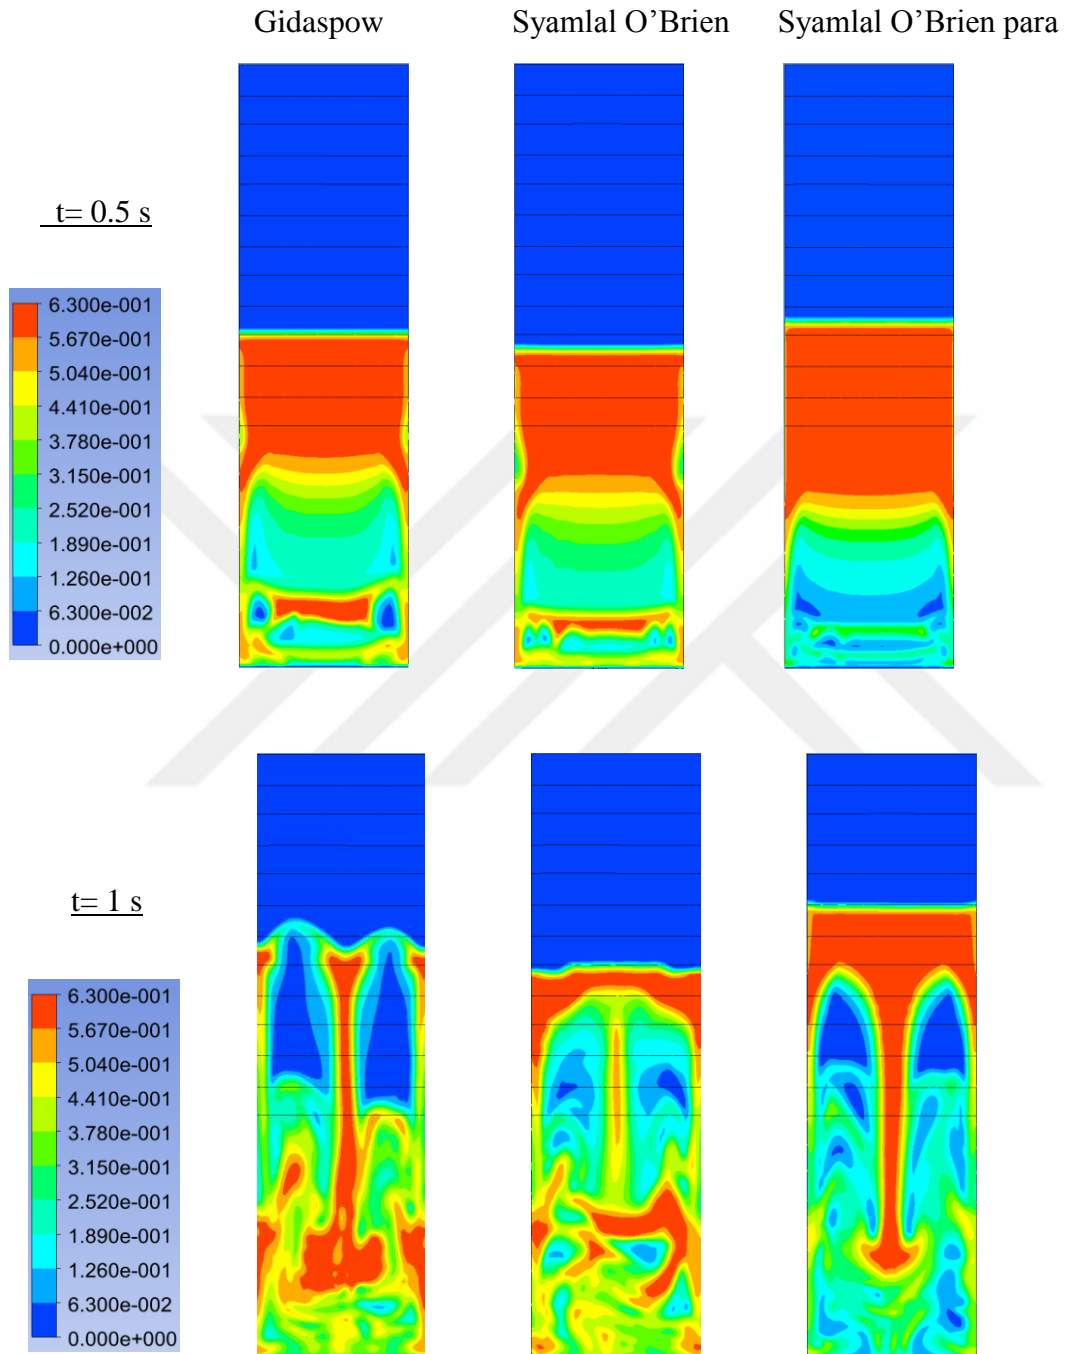 Gidaspow Syamlal O’Brien Syamlal O’Brien para
t= 0.5 s
6.300e-001
5.670e-001
5.040e-001
4.410e-001
3.780e-001
3.150e-001
2.520e-001
1.890e-001
1.260e-001
6.300e-002
0.000e+000
t= 1 s
6.300e-001
5.670e-001
5.040e-001
4.410e-001
3.780e-001
3.150e-001
2.520e-001
1.890e-001
1.260e-001
6.300e-002
0.000e+000